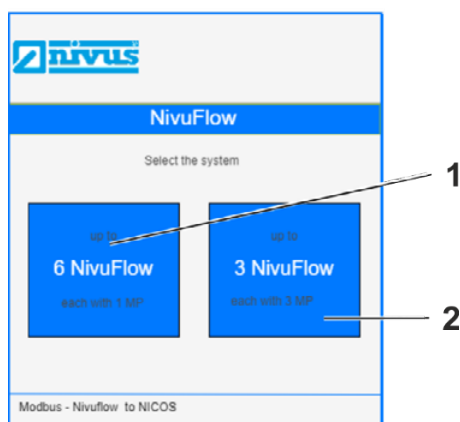 nivus
NivuFlow
Select the system
1
up to
6 NivuFlow
each with 1 MP
up to
3 NivuFlow
each with 3 MP
2
Modbus - Nivuflow to NICOS